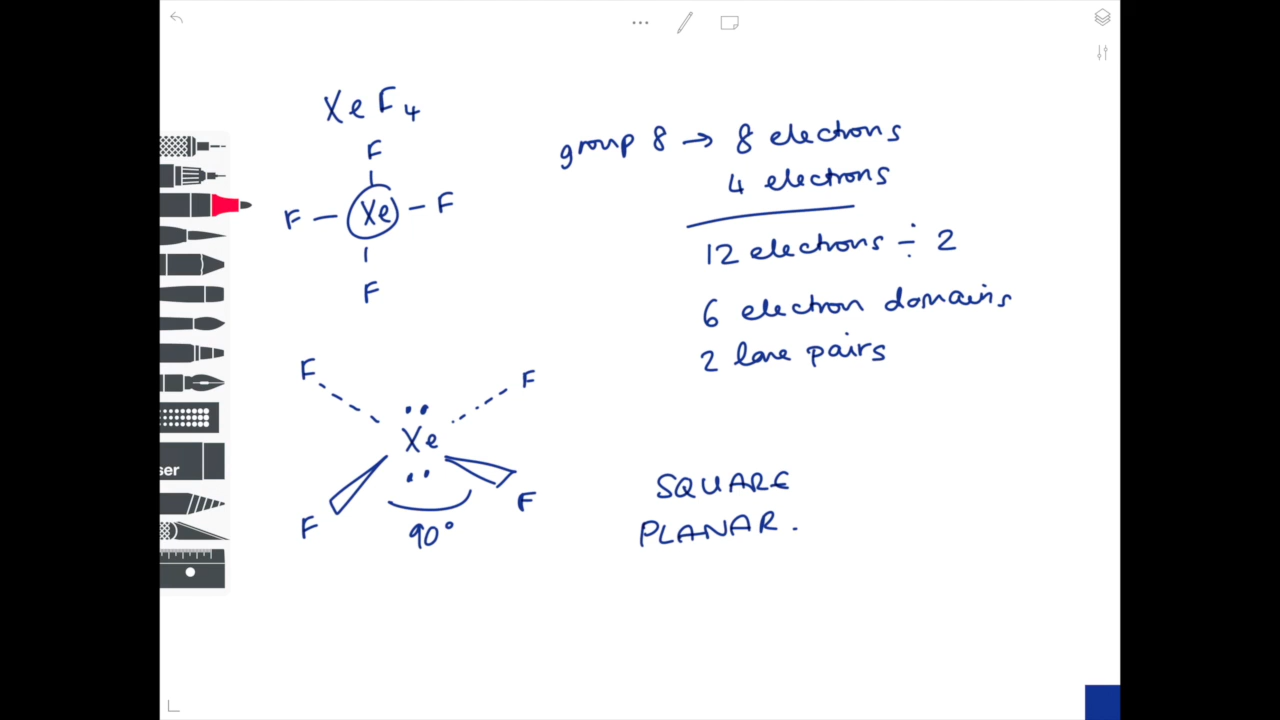 XeF4
F
F - Xe - F
F
group 8 → 8 electrons
4 electrons
12 electrons ÷ 2
6 electron domains
2 lone pairs
F F
Xe
F F
90°
SQUARE
PLANAR.
ser